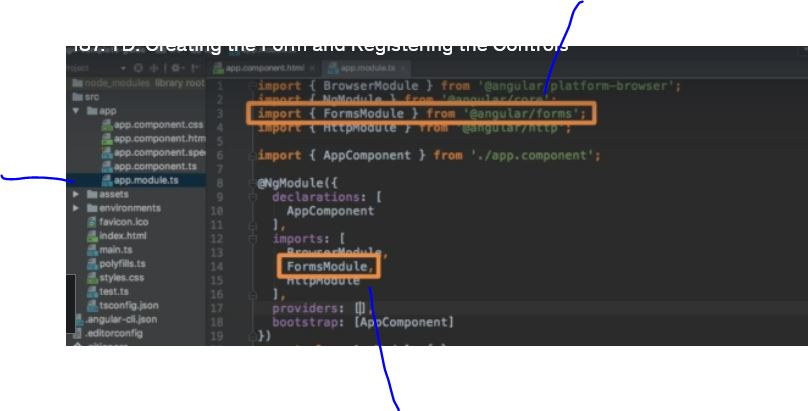 187. TD: Creating the Form and Registering the Controls
app.component.html
app.module.ts
node_modules library root
src
app
app.component.css
app.component.htm
app.component.spe
app.component.ts
app.module.ts
assets
environments
favicon.ico
index.html
main.ts
polyfills.ts
styles.css
test.ts
tsconfig.json
.angular-cli.json
.editorconfig
1 import { BrowserModule } from '@angular/platform-browser';
2 import { NgModule } from '@angular/core';
3 import { FormsModule } from '@angular/forms';
4 import { HttpModule } from '@angular/http';
5
6 import { AppComponent } from './app.component';
7
8 @NgModule({
9 declarations: [
10 AppComponent
11 ],
12 imports: [
13 BrowserModule,
14 FormsModule,
15 HttpModule
16 ],
17 providers: [],
18 bootstrap: [AppComponent]
19 })